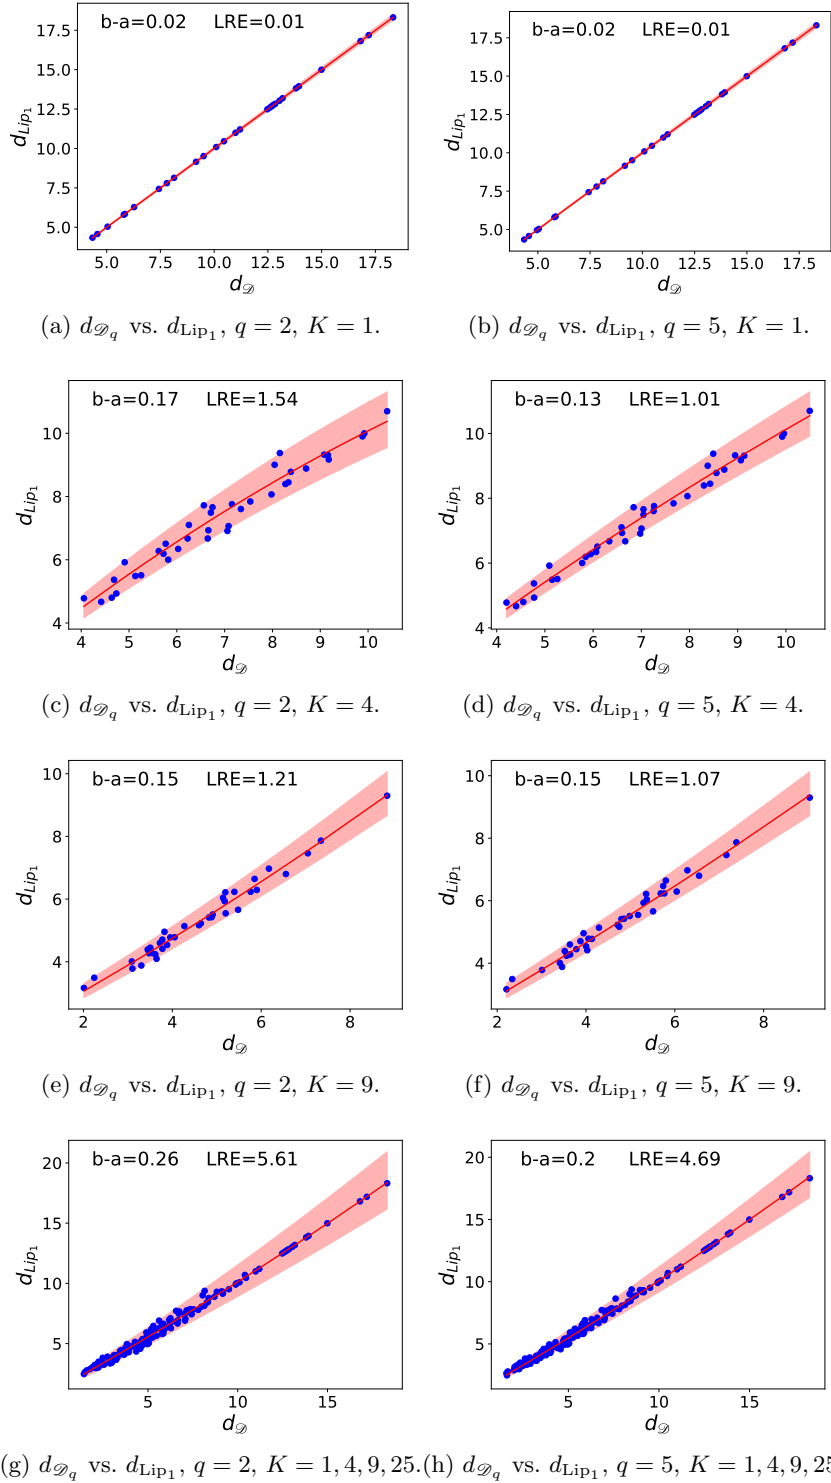 b-a=0.02 LRE=0.01
17.5
15.0
12.5
10.0
7.5
5.0
d_{Lip_1}
5.0 7.5 10.0 12.5 15.0 17.5
d_𝒟
(a) d_{𝒟_q} vs. d_{Lip_1}, q = 2, K = 1.
b-a=0.02 LRE=0.01
17.5
15.0
12.5
10.0
7.5
5.0
d_{Lip_1}
5.0 7.5 10.0 12.5 15.0 17.5
d_𝒟
(b) d_{𝒟_q} vs. d_{Lip_1}, q = 5, K = 1.
b-a=0.17 LRE=1.54
10
8
6
4
d_{Lip_1}
4 5 6 7 8 9 10
d_𝒟
(c) d_{𝒟_q} vs. d_{Lip_1}, q = 2, K = 4.
b-a=0.13 LRE=1.01
10
8
6
4
d_{Lip_1}
4 5 6 7 8 9 10
d_𝒟
(d) d_{𝒟_q} vs. d_{Lip_1}, q = 5, K = 4.
b-a=0.15 LRE=1.21
10
8
6
4
d_{Lip_1}
2 4 6 8
d_𝒟
(e) d_{𝒟_q} vs. d_{Lip_1}, q = 2, K = 9.
b-a=0.15 LRE=1.07
10
8
6
4
d_{Lip_1}
2 4 6 8
d_𝒟
(f) d_{𝒟_q} vs. d_{Lip_1}, q = 5, K = 9.
b-a=0.26 LRE=5.61
20
15
10
5
d_{Lip_1}
5 10 15
d_𝒟
(g) d_{𝒟_q} vs. d_{Lip_1}, q = 2, K = 1, 4, 9, 25.
b-a=0.2 LRE=4.69
20
15
10
5
d_{Lip_1}
5 10 15
d_𝒟
(h) d_{𝒟_q} vs. d_{Lip_1}, q = 5, K = 1, 4, 9, 2